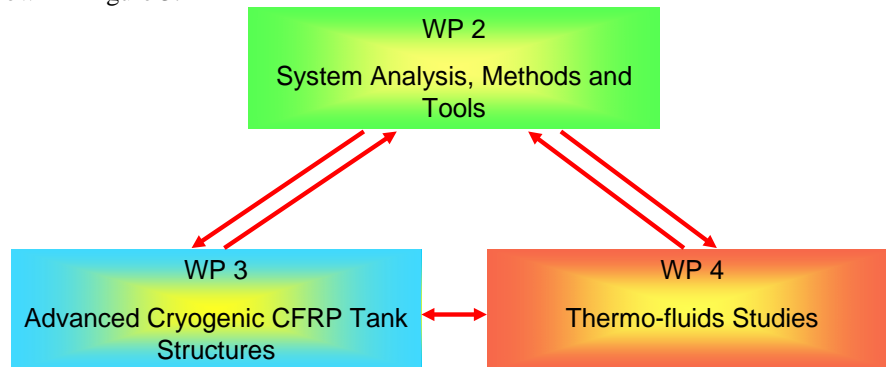 WP 2
System Analysis, Methods and
Tools
WP 3
Advanced Cryogenic CFRP Tank
Structures
WP 4
Thermo-fluids Studies